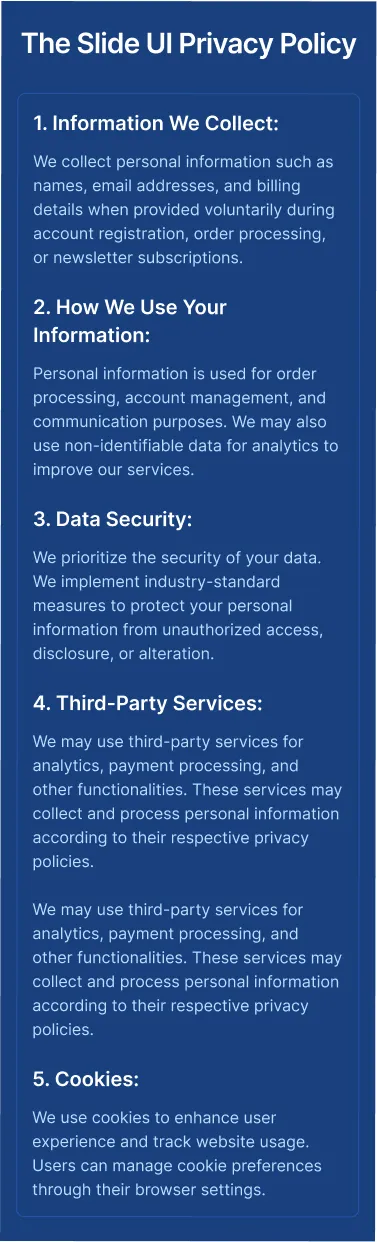 The Slide UI Privacy Policy
1. Information We Collect:
We collect personal information such as
names, email addresses, and billing
details when provided voluntarily during
account registration, order processing,
or newsletter subscriptions.
2. How We Use Your
Information:
Personal information is used for order
processing, account management, and
communication purposes. We may also
use non-identifiable data for analytics to
improve our services.
3. Data Security:
We prioritize the security of your data.
We implement industry-standard
measures to protect your personal
information from unauthorized access,
disclosure, or alteration.
4. Third-Party Services:
We may use third-party services for
analytics, payment processing, and
other functionalities. These services may
collect and process personal information
according to their respective privacy
policies.
We may use third-party services for
analytics, payment processing, and
other functionalities. These services may
collect and process personal information
according to their respective privacy
policies.
5. Cookies:
We use cookies to enhance user
experience and track website usage.
Users can manage cookie preferences
through their browser settings.